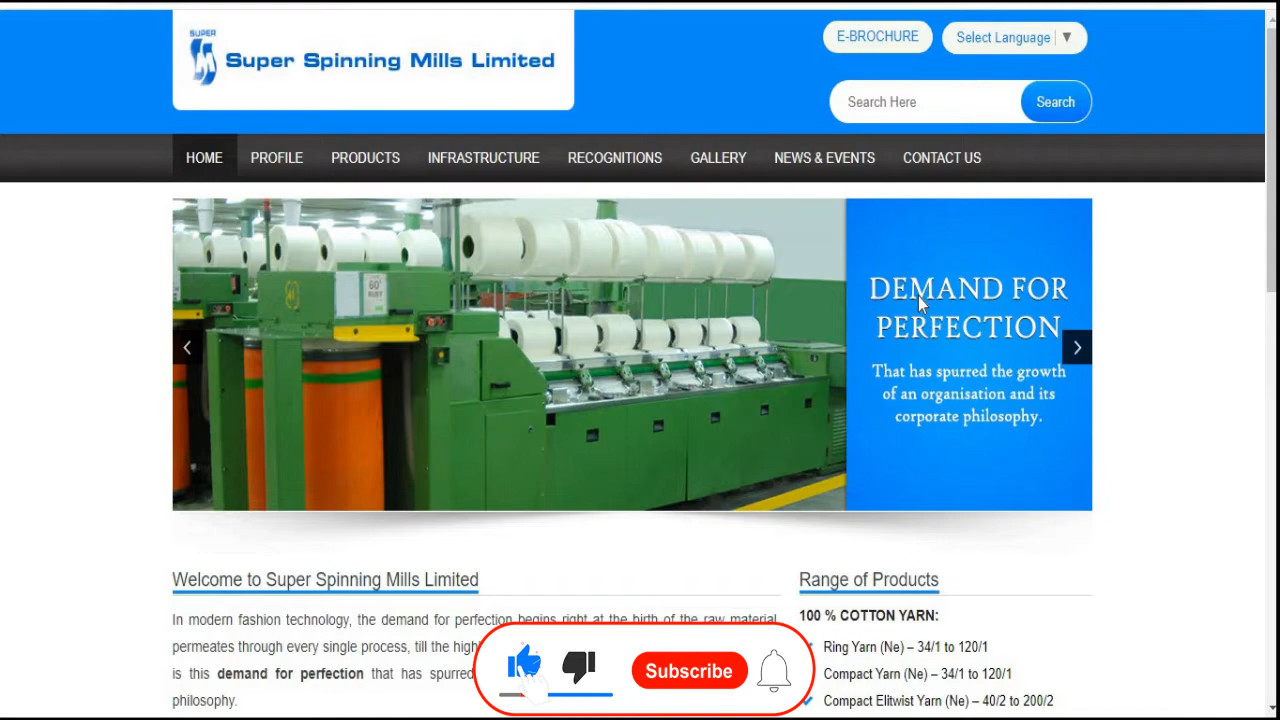 SUPER
Super Spinning Mills Limited
E-BROCHURE
Select Language ▼
Search Here
Search
HOME PROFILE PRODUCTS INFRASTRUCTURE RECOGNITIONS GALLERY NEWS & EVENTS CONTACT US
60'
DEMAND FOR
PERFECTION
That has spurred the growth
of an organisation and its
corporate philosophy.
Welcome to Super Spinning Mills Limited
In modern fashion technology, the demand for perfection begins right at the birth of the raw material
permeates through every single process, till the high
is this demand for perfection that has spurred
philosophy.
Range of Products
100 % COTTON YARN:
Ring Yarn (Ne) – 34/1 to 120/1
Compact Yarn (Ne) – 34/1 to 120/1
Compact Elitwist Yarn (Ne) – 40/2 to 200/2
Subscribe